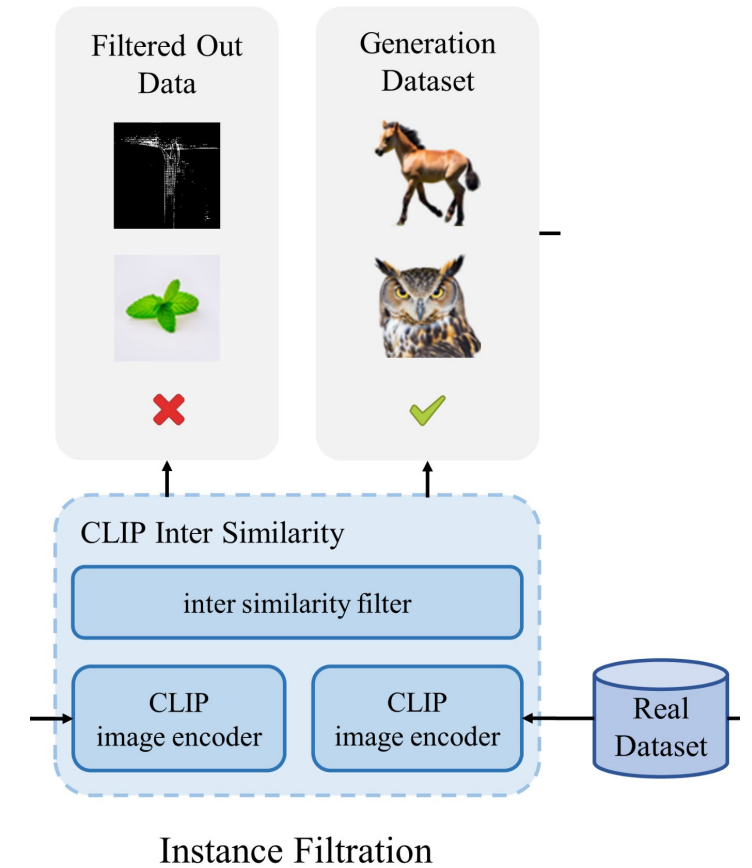 Filtered Out
Data
Generation
Dataset
CLIP Inter Similarity
inter similarity filter
CLIP
image encoder
CLIP
image encoder
Real
Dataset
Instance Filtration